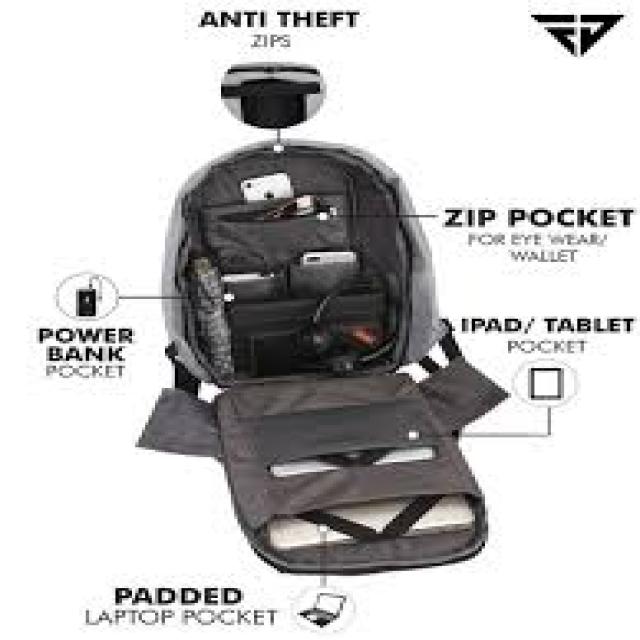 ANTI THEFT
ZIPS
ZIP POCKET
FOR EYE WEAR/
WALLET
POWER
BANK
POCKET
IPAD/ TABLET
POCKET
PADDED
LAPTOP POCKET